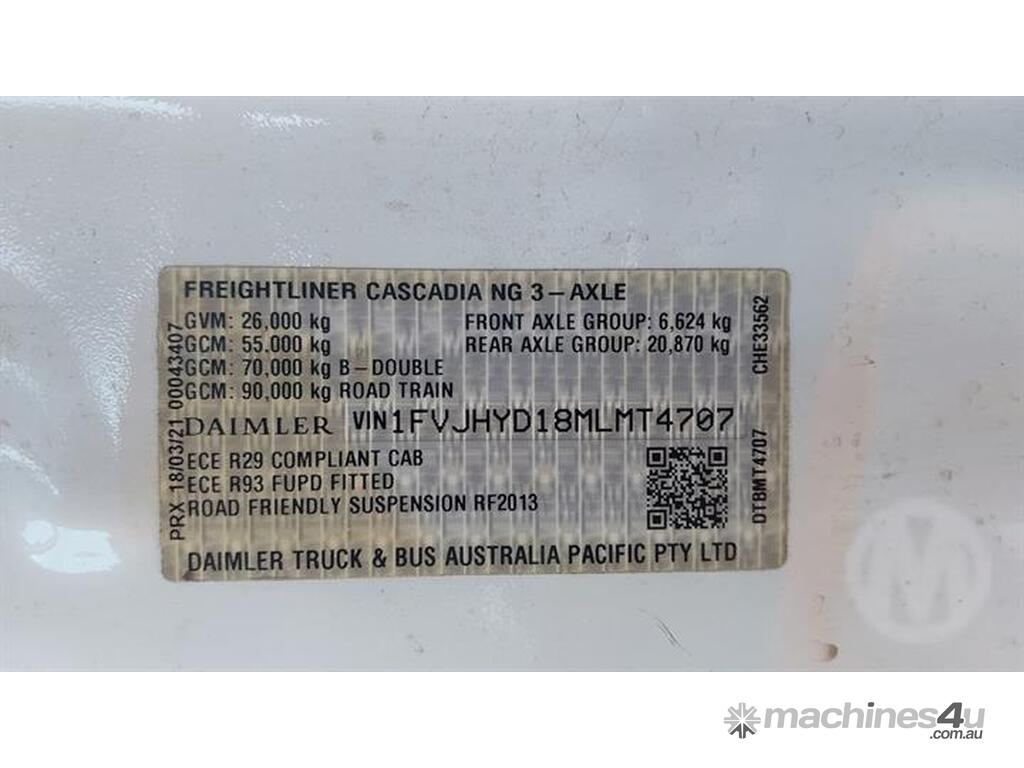 FREIGHTLINER CASCADIA NG 3-AXLE
GVM: 26,000 kg FRONT AXLE GROUP: 6,624 kg
GCM: 55,000 kg REAR AXLE GROUP: 20,870 kg
GCM: 70,000 kg B-DOUBLE
GCM: 90,000 kg ROAD TRAIN
DAIMLER VIN 1FVJHYD18MLMT4707
ECE R29 COMPLIANT CAB
ECE R93 FUPD FITTED
ROAD FRIENDLY SUSPENSION RF2013
DAIMLER TRUCK & BUS AUSTRALIA PACIFIC PTY LTD
PRX 18/03/21 00043407
DTBMT4707 CHE33562
M
machines4u
.com.au